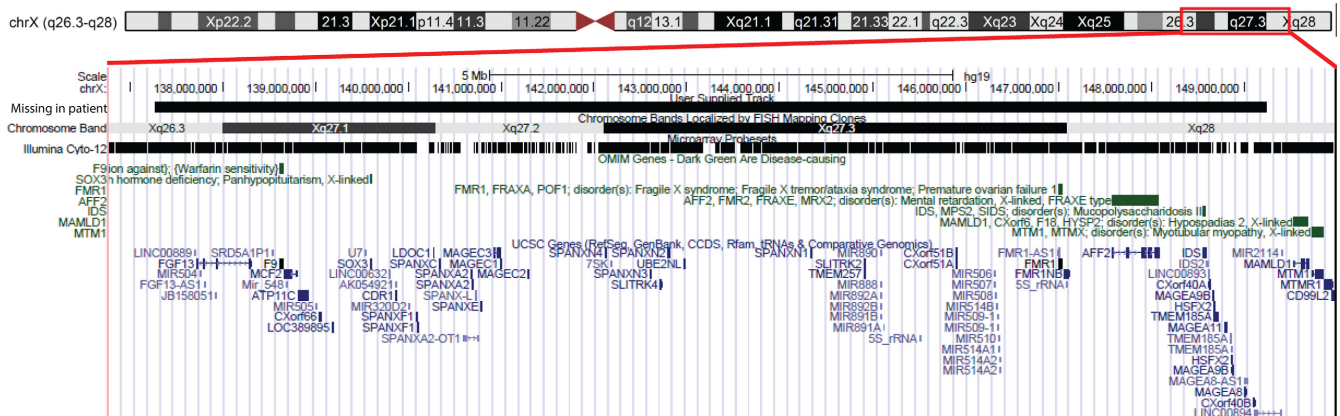 chrX (q26.3-q28) Xp22.2 21.3 Xp21.1 p11.4 11.3 11.22 q12 13.1 Xq21.1 q21.31 21.33 22.1 q22.3 Xq23 Xq24 Xq25 26.3 q27.3 Xq28
Scale 5 Mb hg19
chrX: 138,000,000 139,000,000 140,000,000 141,000,000 142,000,000 143,000,000 144,000,000 145,000,000 146,000,000 147,000,000 148,000,000 149,000,000
User Supplied Track
Missing in patient
Chromosome Bands Localized by FISH Mapping Clones
Chromosome Band Xq26.3 Xq27.1 Xq27.2 Xq27.3 Xq28
Microarray Probesets
Illumina Cyto-12
OMIM Genes - Dark Green Are Disease-causing
F9 ion against}; {Warfarin sensitivity}
SOX3 n hormone deficiency; Panhypopituitarism, X-linked
FMR1 FMR1, FRAXA, POF1; disorder(s): Fragile X syndrome; Fragile X tremor/ataxia syndrome; Premature ovarian failure 1
AFF2 AFF2, FMR2, FRAXE, MRX2; disorder(s): Mental retardation, X-linked, FRAXE type
IDS IDS, MPS2, SIDS; disorder(s): Mucopolysaccharidosis II
MAMLD1 MAMLD1, CXorf6, F18, HYSP2; disorder(s): Hypospadias 2, X-linked
MTM1 MTM1, MTMX; disorder(s): Myotubular myopathy, X-linked
UCSC Genes (RefSeq, GenBank, CCDS, Rfam, tRNAs & Comparative Genomics)
LINC00889 SRD5A1P1 U7 LDOC1 MAGEC3 SPANXN4 SPANXN2 SPANXN1 MIR890 CXorf51B FMR1-AS1 AFF2 IDS MIR2114
FGF13 F9 SOX3 SPANXC MAGEC1 7SK UBE2NL SLITRK2 CXorf51A FMR1 IDS2 MAMLD1
MIR504 MCF2 LINC00632 SPANXA2 MAGEC2 SPANXN3 TMEM257 MIR506 FMR1NB LINC00893 MTM1
FGF13-AS1 Mir_548 AK054921 SPANXA2 SLITRK4 MIR888 MIR507 5S_rRNA CXorf40A MTMR1
JB158051 ATP11C CDR1 SPANX-L MIR892A MIR508 MAGEA9B CD99L2
MIR505 MIR320D2 SPANXE MIR892B MIR514B HSFX2
CXorf66 SPANXF1 MIR891B MIR509-1 TMEM185A
LOC389895 SPANXF1 MIR891A MIR509-1 MAGEA11
SPANXA2-OT1 5S_rRNA MIR510 TMEM185A
MIR514A1 TMEM185A
MIR514A2 HSFX2
MIR514A2 MAGEA9B
MAGEA8-AS1
MAGEA8
CXorf40B
LINC00894